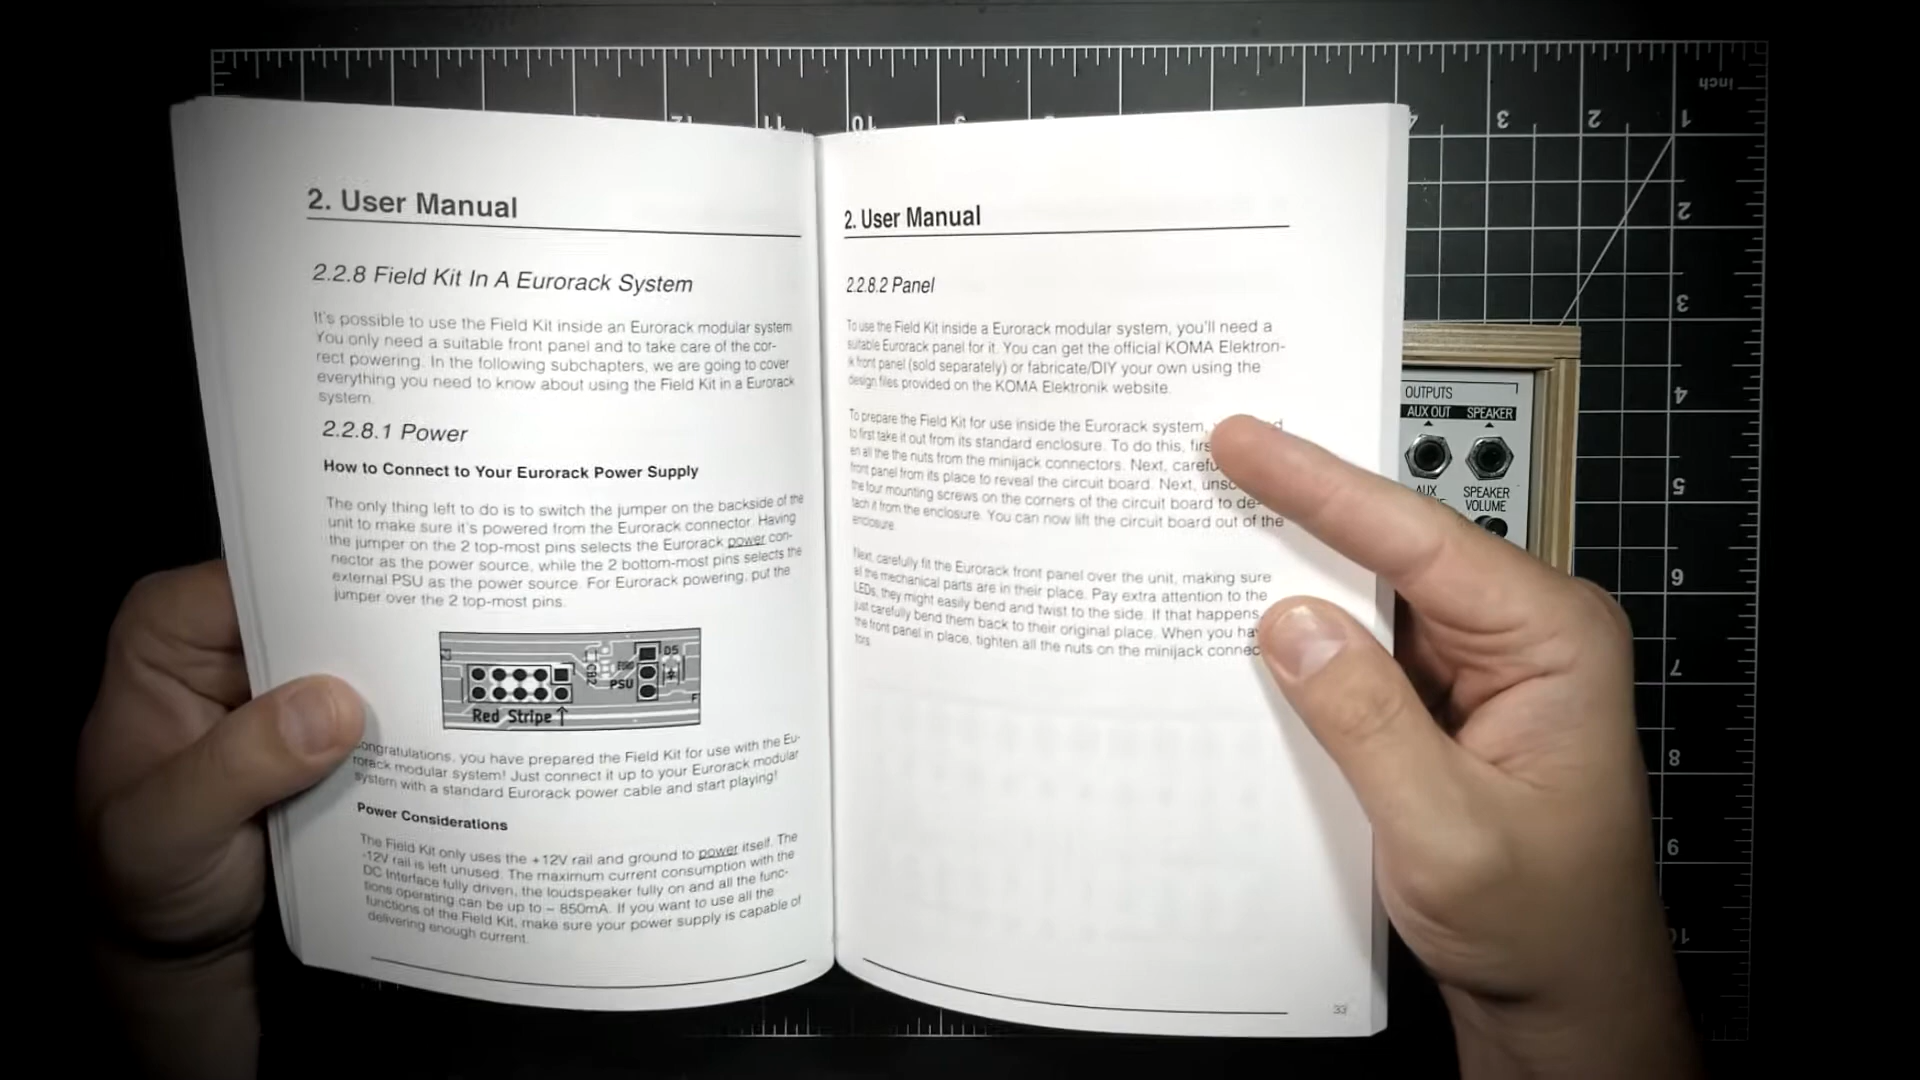 2. User Manual
2.2.8 Field Kit In A Eurorack System
It's possible to use the Field Kit inside an Eurorack modular system
You only need a suitable front panel and to take care of the cor-
rect powering. In the following subchapters, we are going to cover
everything you need to know about using the Field Kit in a Eurorack
system.
2.2.8.1 Power
How to Connect to Your Eurorack Power Supply
The only thing left to do is to switch the jumper on the backside of the
unit to make sure it's powered from the Eurorack connector. Having
the jumper on the 2 top-most pins selects the Eurorack power con-
nector as the power source, while the 2 bottom-most pins selects the
external PSU as the power source. For Eurorack powering, put the
jumper over the 2 top-most pins.
D5
EURO
PSU
CB2
Red Stripe ↑
ongratulations, you have prepared the Field Kit for use with the Eu-
rorack modular system! Just connect it up to your Eurorack modular
system with a standard Eurorack power cable and start playing!
Power Considerations
The Field Kit only uses the +12V rail and ground to power itself. The
-12V rail is left unused. The maximum current consumption with the
DC Interface fully driven, the loudspeaker fully on and all the func-
tions operating can be up to ~ 850mA. If you want to use all the
functions of the Field Kit, make sure your power supply is capable of
delivering enough current.
2. User Manual
2.2.8.2 Panel
To use the Field Kit inside a Eurorack modular system, you'll need a
suitable Eurorack panel for it. You can get the official KOMA Elektron-
ik front panel (sold separately) or fabricate/DIY your own using the
design files provided on the KOMA Elektronik website.
To prepare the Field Kit for use inside the Eurorack system,
to first take it out from its standard enclosure. To do this, firs
en all the the nuts from the minijack connectors. Next, carefu
front panel from its place to reveal the circuit board. Next, unsc
the four mounting screws on the corners of the circuit board to de-
tach it from the enclosure. You can now lift the circuit board out of the
enclosure.
Next, carefully fit the Eurorack front panel over the unit, making sure
all the mechanical parts are in their place. Pay extra attention to the
LEDs, they might easily bend and twist to the side. If that happens,
just carefully bend them back to their original place. When you ha
the front panel in place, tighten all the nuts on the minijack connec
tors.
33
OUTPUTS
AUX OUT SPEAKER
AUX SPEAKER
VOLUME
inch
12 11 10 9 4 3 2 1
2
3
4
5
6
7
8
9
10